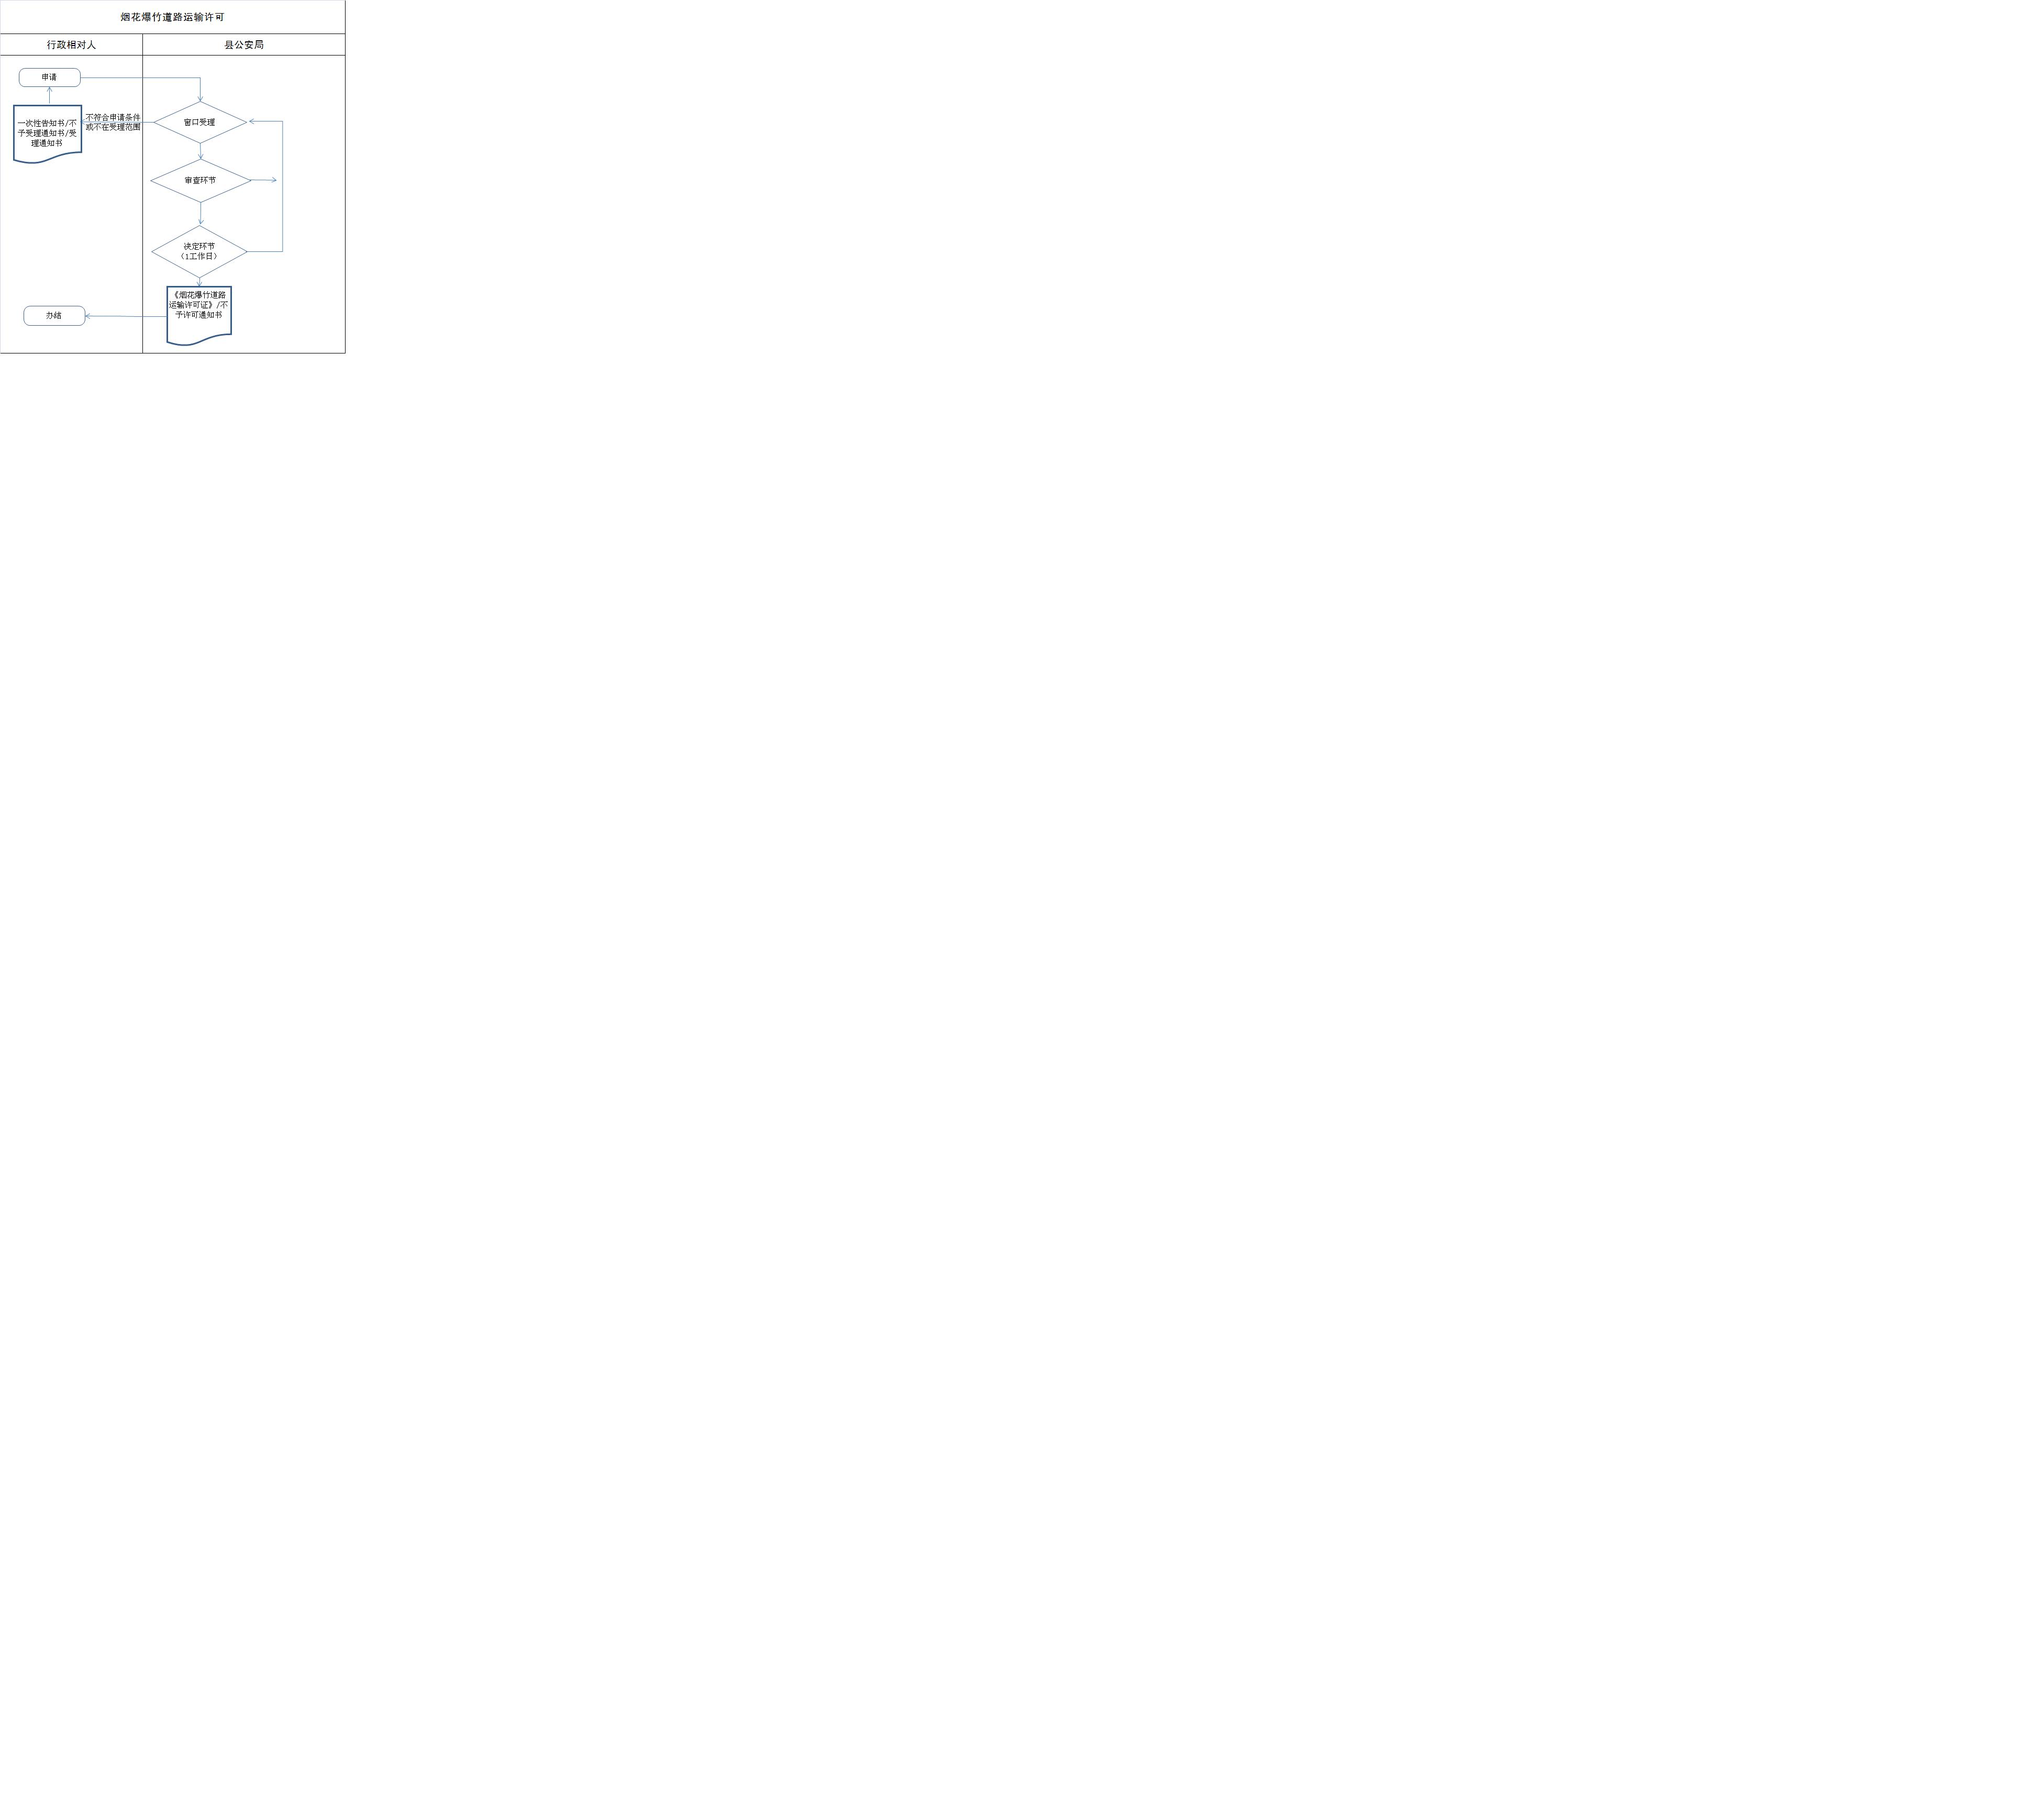 烟花爆竹道路运输许可
行政相对人
县公安局
申请
不符合申请条件
或不在受理范围
窗口受理
一次性告知书/不
予受理通知书/受
理通知书
审查环节
决定环节
（1工作日）
《烟花爆竹道路
运输许可证》/不
予许可通知书
办结